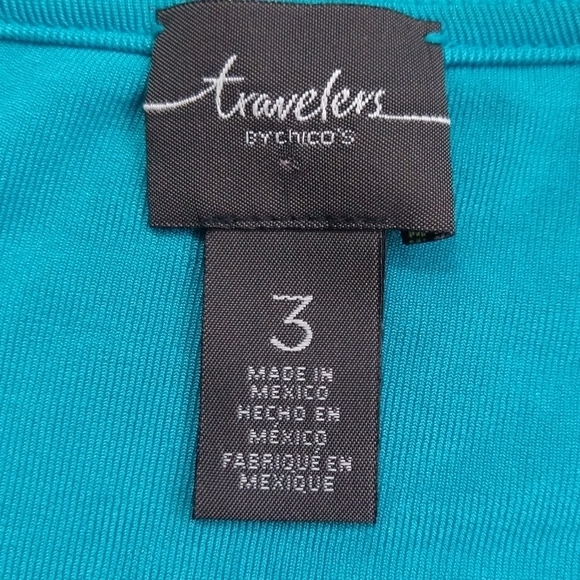 travelers
BY CHICO'S
3
MADE IN
MEXICO
HECHO EN
MÉXICO
FABRIQUÉ EN
MEXIQUE